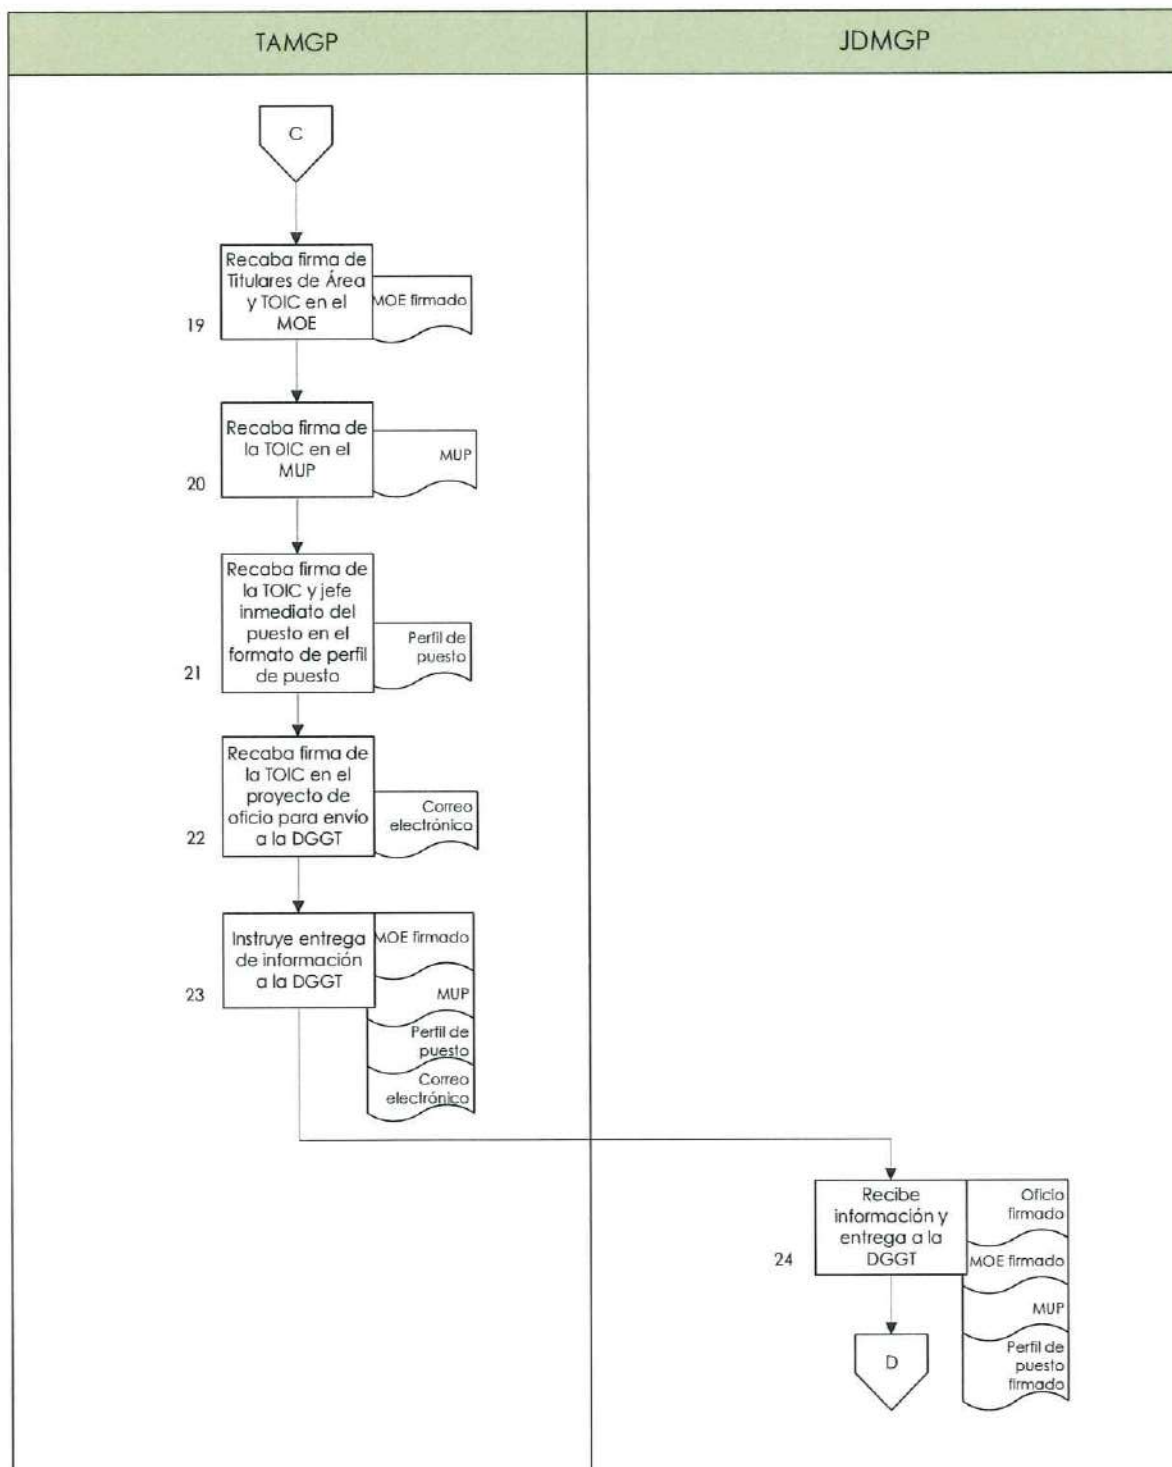 TAMGP
JDMGP
C
Recaba firma de
Titulares de Área
y TOIC en el
MOE
MOE firmado
19
Recaba firma de
la TOIC en el
MUP
MUP
20
Recaba firma de
la TOIC y jefe
inmediato del
puesto en el
formato de perfil
de puesto
Perfil de
puesto
21
Recaba firma de
la TOIC en el
proyecto de
oficio para envío
a la DGGT
Correo
electrónico
22
Instruye entrega
de información
a la DGGT
MOE firmado
MUP
Perfil de
puesto
Correo
electrónico
23
Recibe
información y
entrega a la
DGGT
Oficio
firmado
MOE firmado
MUP
Perfil de
puesto
firmado
24
D